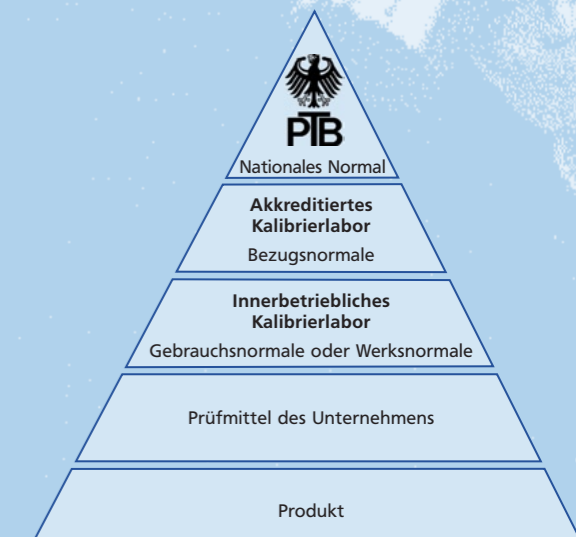 PTB
Nationales Normal
Akkreditiertes
Kalibrierlabor
Bezugsnormale
Innerbetriebliches
Kalibrierlabor
Gebrauchsnormale oder Werksnormale
Prüfmittel des Unternehmens
Produkt